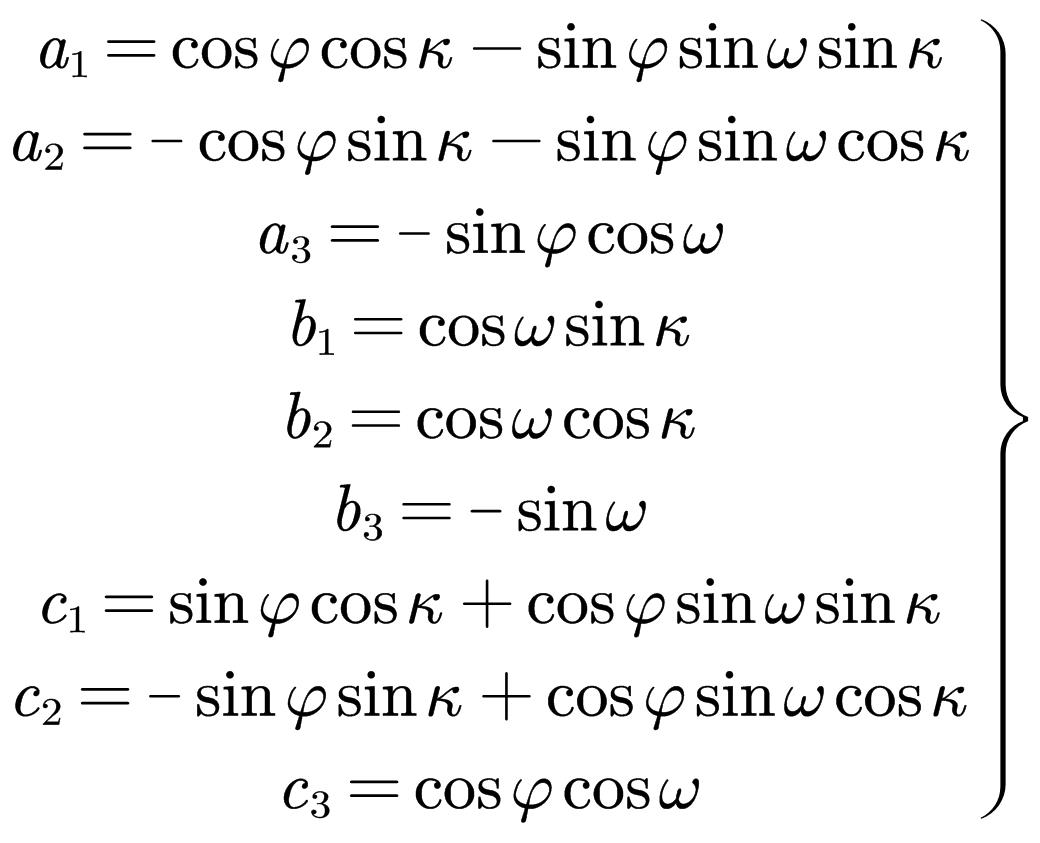 a₁ = cos φ cos κ − sin φ sin ω sin κ
a₂ = − cos φ sin κ − sin φ sin ω cos κ
a₃ = − sin φ cos ω
b₁ = cos ω sin κ
b₂ = cos ω cos κ
b₃ = − sin ω
c₁ = sin φ cos κ + cos φ sin ω sin κ
c₂ = − sin φ sin κ + cos φ sin ω cos κ
c₃ = cos φ cos ω